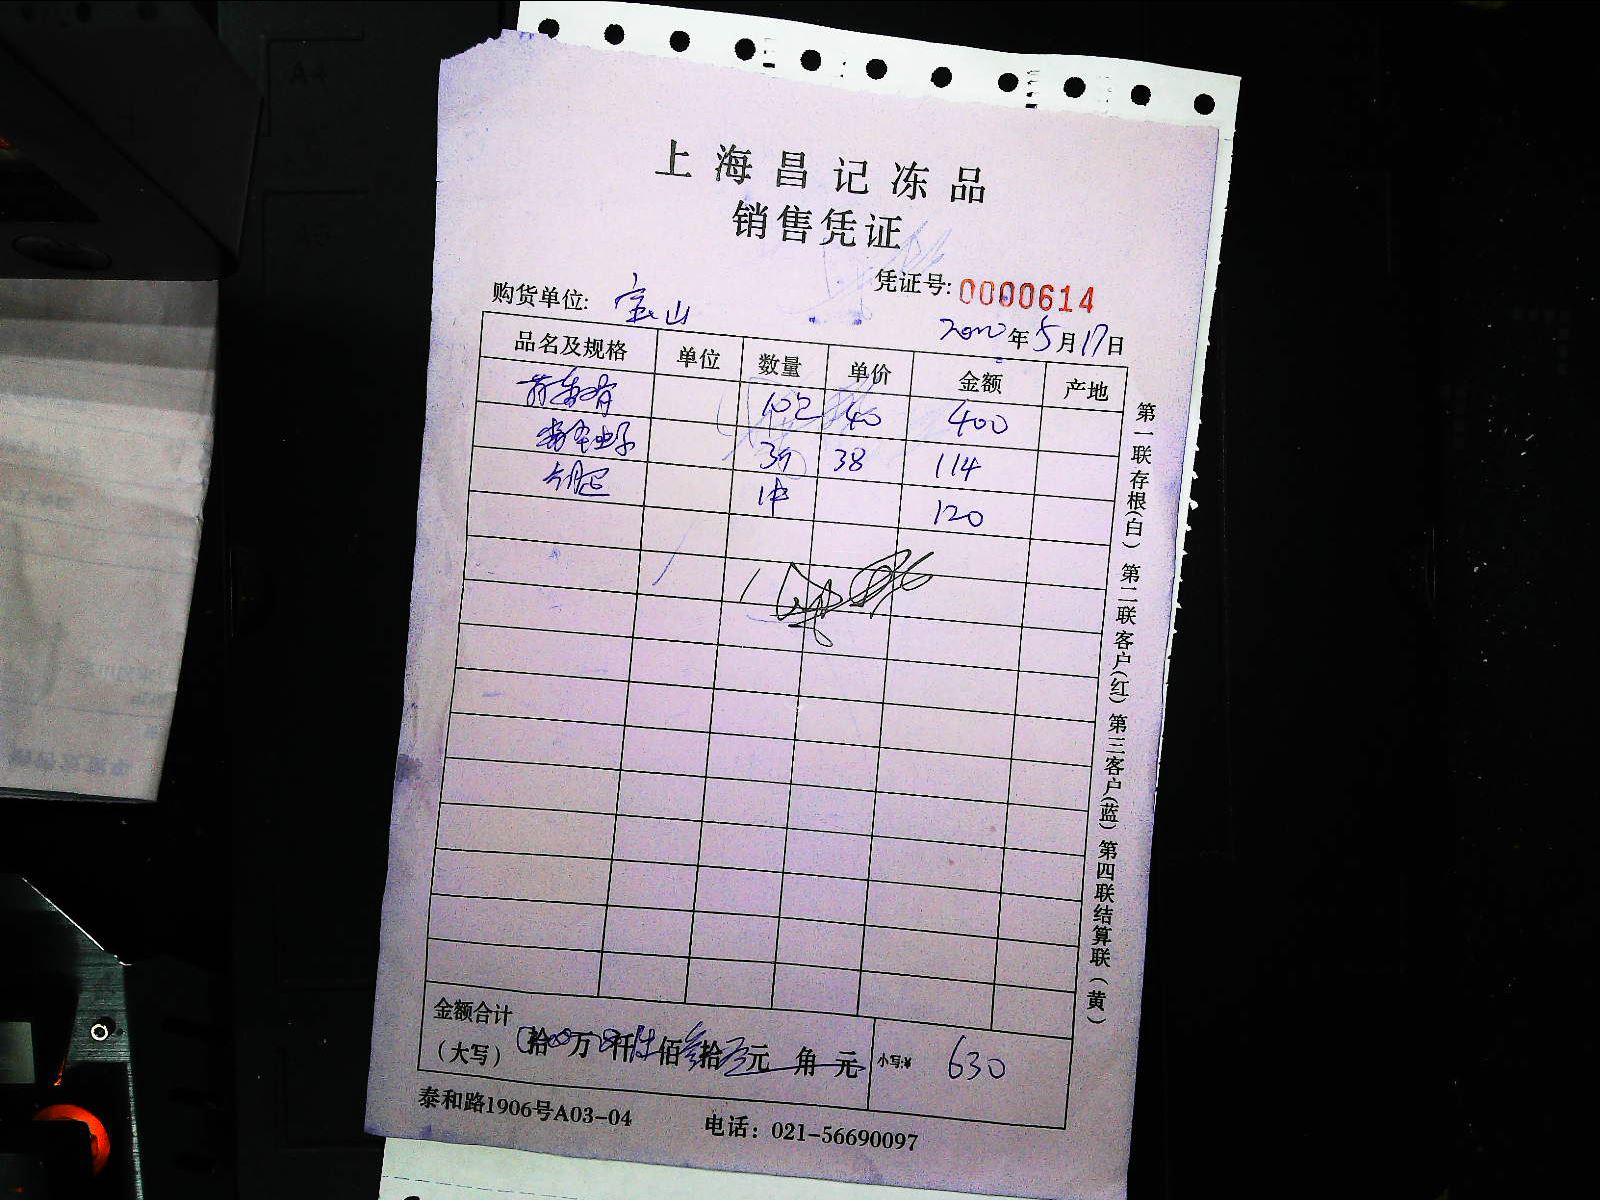 上海昌记冻品
销售凭证
凭证号: 0000614
购货单位: 宝山
年5月17日
品名及规格 单位 数量 单价 金额 产地
40 400
38 114
120
金额合计
(大写) 拾 万 仟 佰 拾 元 角 元 小写:¥ 630
泰和路1906号A03-04 电话: 021-56690097
第一联存根(白) 第二联客户(红) 第三客户(蓝) 第四联结算联(黄)